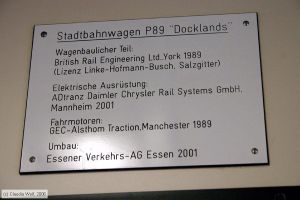 Stadtbahnwagen P89 "Docklands"
Wagenbaulicher Teil:
British Rail Engineering Ltd.,York 1989
(Lizenz Linke-Hofmann-Busch, Salzgitter)
Elektrische Ausrüstung:
ADtranz Daimler Chrysler Rail Systems GmbH,
Mannheim 2001
Fahrmotoren:
GEC-Alsthom Traction,Manchester 1989
Umbau:
Essener Verkehrs-AG Essen 2001
(c) Claudia Wolf, 2006